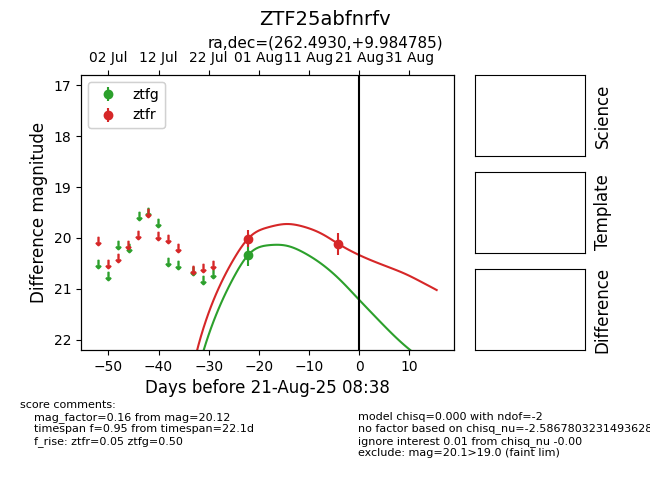 ZTF25abfnrfv
ra,dec=(262.4930,+9.984785)
02 Jul 12 Jul 22 Jul 01 Aug 11 Aug 21 Aug 31 Aug
ztfg
ztfr
Difference magnitude
17
18
19
20
21
22
−50 −40 −30 −20 −10 0 10
Days before 21-Aug-25 08:38
Science
Template
Difference
score comments:
mag_factor=0.16 from mag=20.12
timespan f=0.95 from timespan=22.1d
f_rise: ztfr=0.05 ztfg=0.50
model chisq=0.000 with ndof=-2
no factor based on chisq_nu=-2.5867803231493628
ignore interest 0.01 from chisq_nu -0.00
exclude: mag=20.1>19.0 (faint lim)